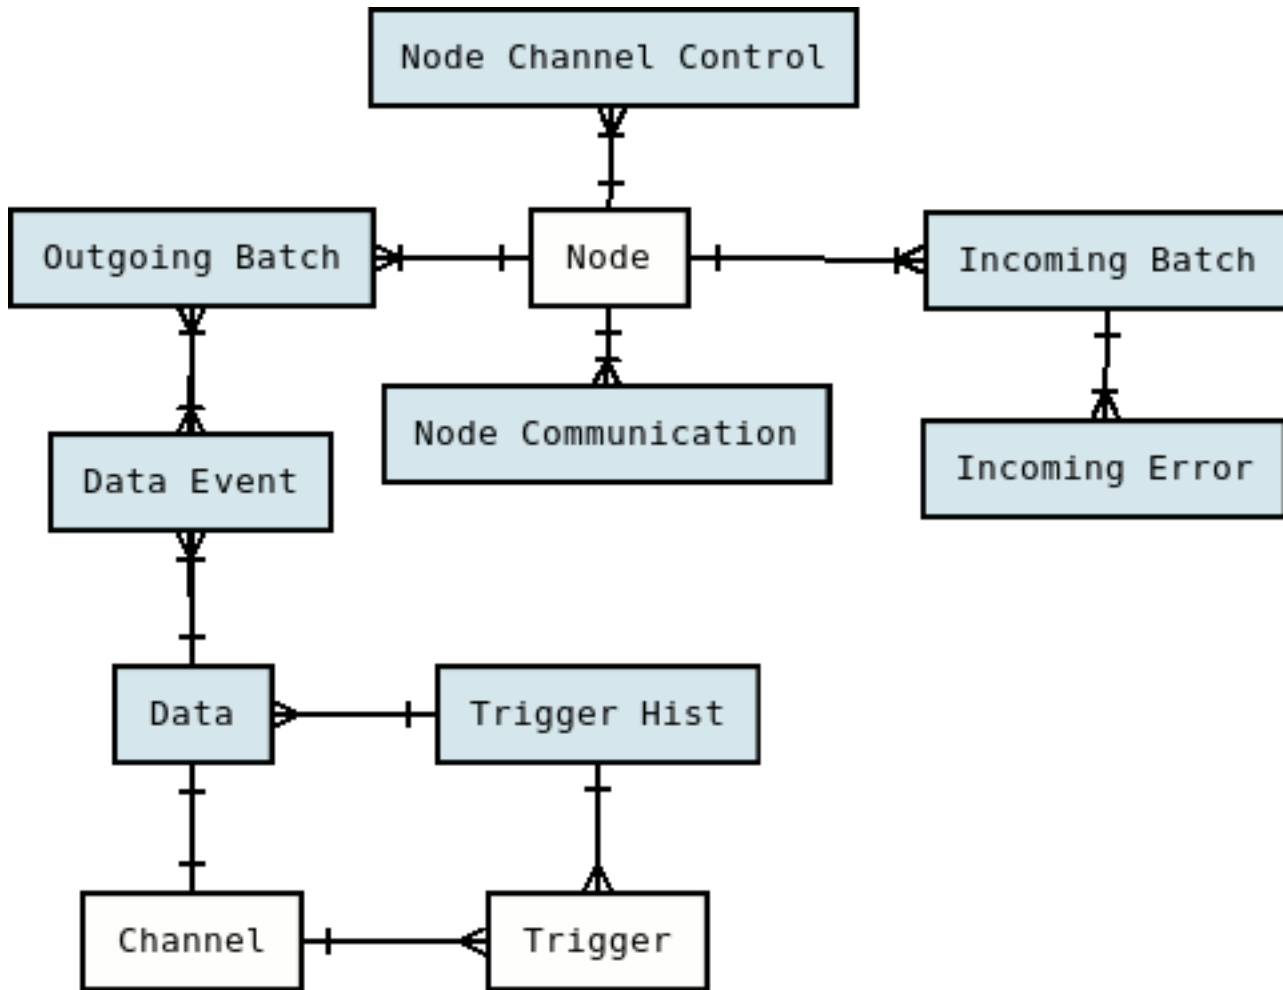 Node Channel Control
Outgoing Batch
Node
Incoming Batch
Node Communication
Incoming Error
Data Event
Data
Trigger Hist
Channel
Trigger